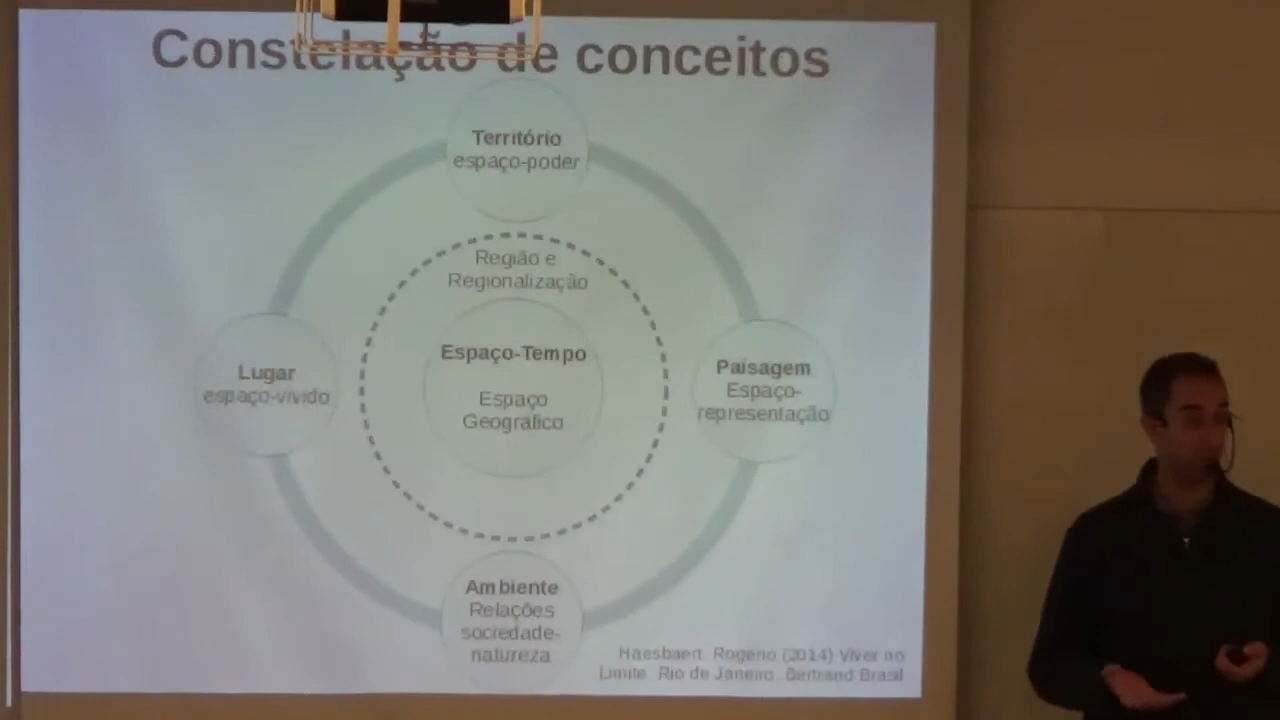 Constelação de conceitos
Território
espaço-poder
Região e
Regionalização
Espaço-Tempo
Espaço
Geográfico
Lugar
espaço-vivido
Paisagem
Espaço-
representação
Ambiente
Relações
sociedade-
natureza
Haesbaert, Rogério (2014) Viver no
Limite. Rio de Janeiro: Bertrand Brasil